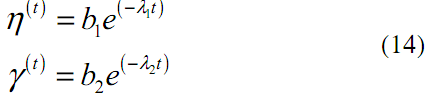 η^(t) = b₁e^(−λ₁t)
(14)
γ^(t) = b₂e^(−λ₂t)